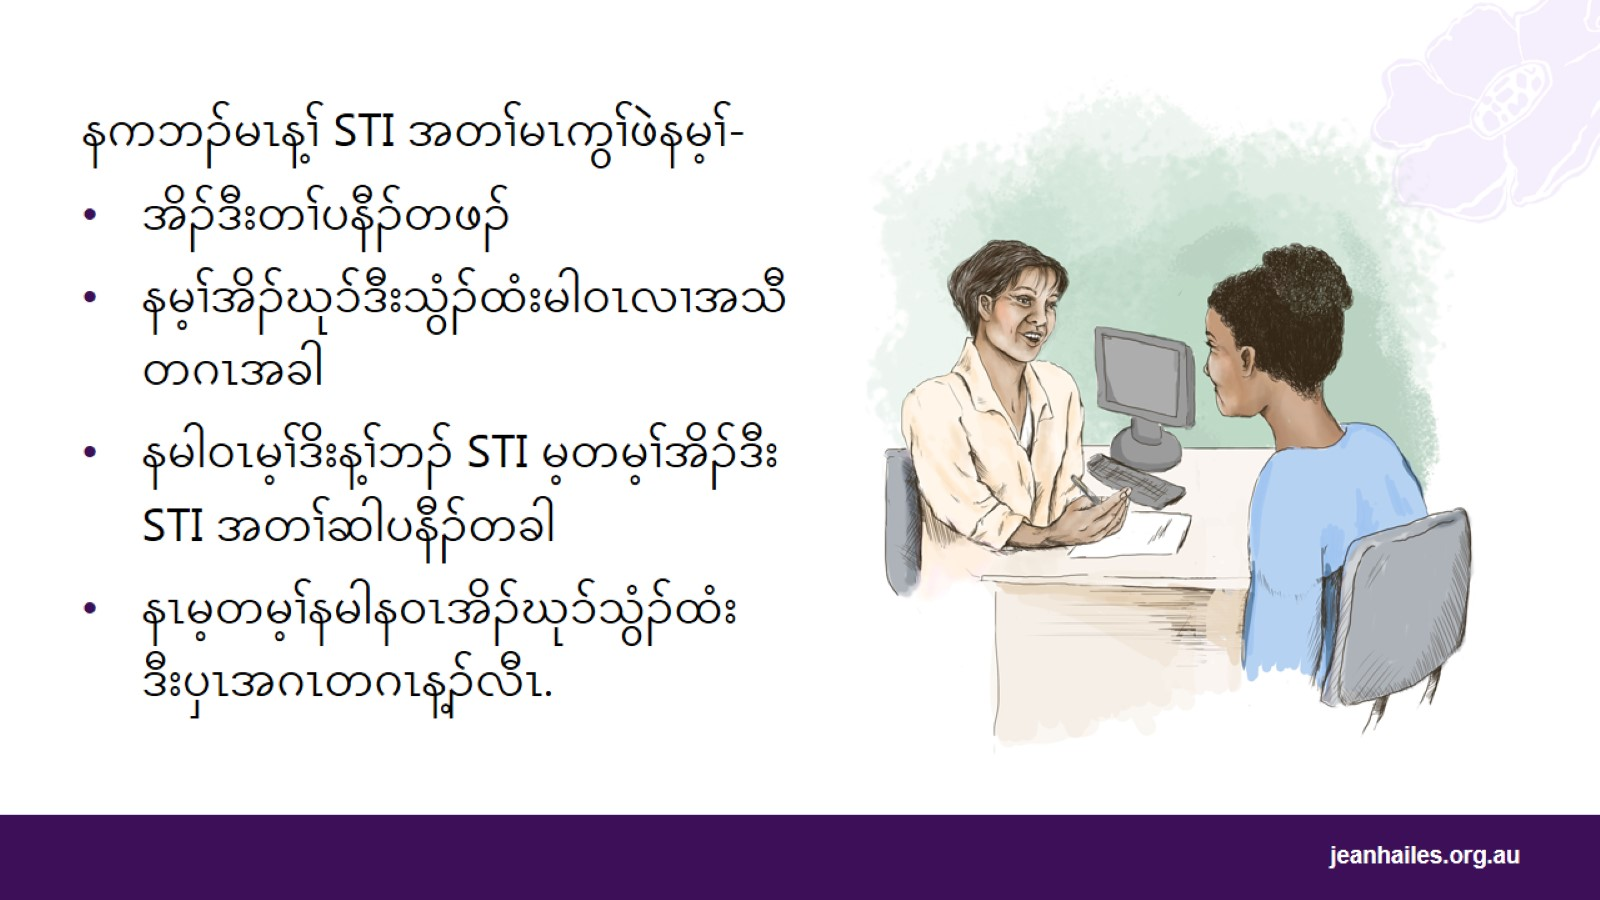 နကဘၣ်မၤန့ၢ် STI အတၢ်မၤကွၢ်ဖဲနမ့ၢ်-
• အိၣ်ဒီးတၢ်ပနီၣ်တဖၣ်
• နမ့ၢ်အိၣ်ဃုာ်ဒီးသွံၣ်ထံးမါဝၤလၢအသီ
တဂၤအခါ
• နမါဝၤမ့ၢ်ဒိးန့ၢ်ဘၣ် STI မ့တမ့ၢ်အိၣ်ဒီး
STI အတၢ်ဆါပနီၣ်တခါ
• နၤမ့တမ့ၢ်နမါနဝၤအိၣ်ဃုာ်သွံၣ်ထံး
ဒီးပှၤအဂၤတဂၤန့ၣ်လီၤ.
jeanhailes.org.au